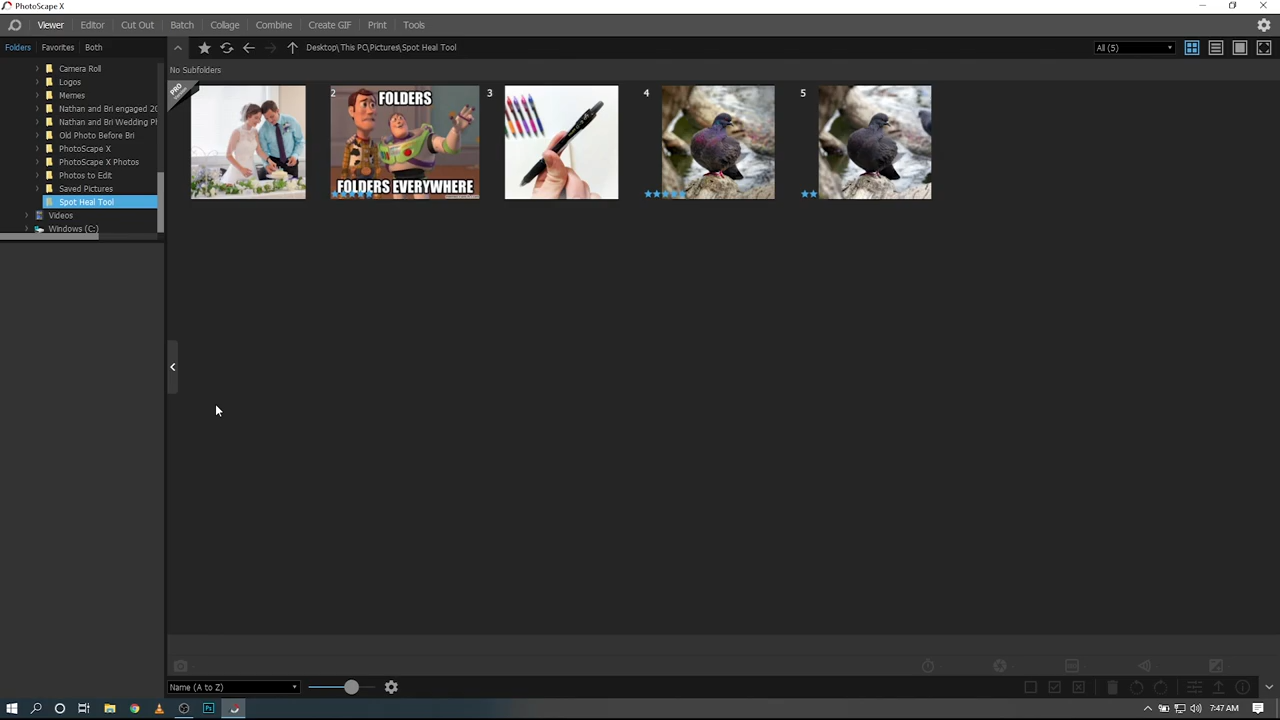 PhotoScape X
Viewer Editor Cut Out Batch Collage Combine Create GIF Print Tools
Folders Favorites Both
Desktop\ This PC\Pictures\Spot Heal Tool
All (5)
No Subfolders
Camera Roll
Logos
Memes
Nathan and Bri engaged 20
Nathan and Bri Wedding Ph
Old Photo Before Bri
PhotoScape X
PhotoScape X Photos
Photos to Edit
Saved Pictures
Spot Heal Tool
Videos
Windows (C:)
PRO
2
FOLDERS
FOLDERS EVERYWHERE
3
4
5
Name (A to Z)
7:47 AM